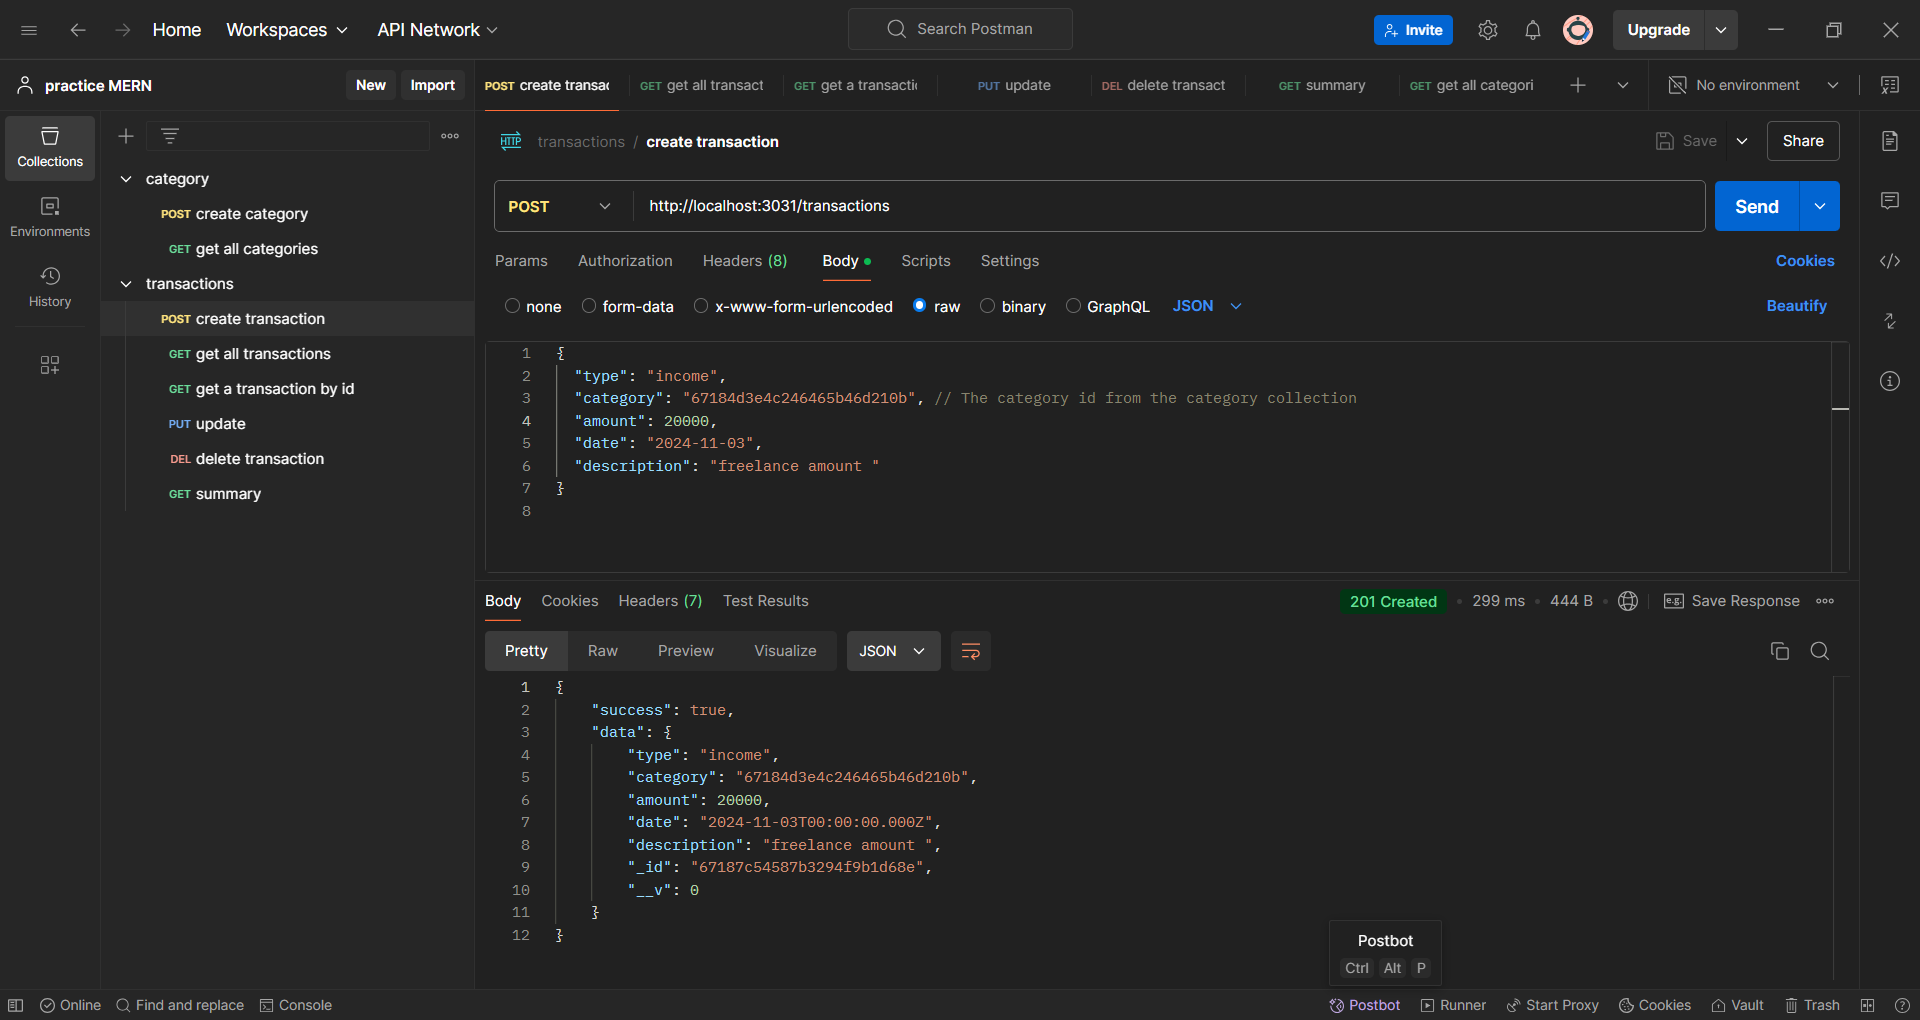 Home Workspaces API Network Search Postman Invite Upgrade
practice MERN New Import POST create transac GET get all transact GET get a transactic PUT update DEL delete transact GET summary GET get all categori No environment
Collections
Environments
History
category
POST create category
GET get all categories
transactions
POST create transaction
GET get all transactions
GET get a transaction by id
PUT update
DEL delete transaction
GET summary
HTTP transactions / create transaction Save Share
POST http://localhost:3031/transactions Send
Params Authorization Headers (8) Body Scripts Settings Cookies
none form-data x-www-form-urlencoded raw binary GraphQL JSON Beautify
1 {
2 "type": "income",
3 "category": "67184d3e4c246465b46d210b", // The category id from the category collection
4 "amount": 20000,
5 "date": "2024-11-03",
6 "description": "freelance amount "
7 }
8
Body Cookies Headers (7) Test Results 201 Created 299 ms 444 B e.g. Save Response
Pretty Raw Preview Visualize JSON
1 {
2 "success": true,
3 "data": {
4 "type": "income",
5 "category": "67184d3e4c246465b46d210b",
6 "amount": 20000,
7 "date": "2024-11-03T00:00:00.000Z",
8 "description": "freelance amount ",
9 "_id": "67187c54587b3294f9b1d68e",
10 "__v": 0
11 }
12 }
Postbot
Ctrl Alt P
Online Find and replace Console Postbot Runner Start Proxy Cookies Vault Trash